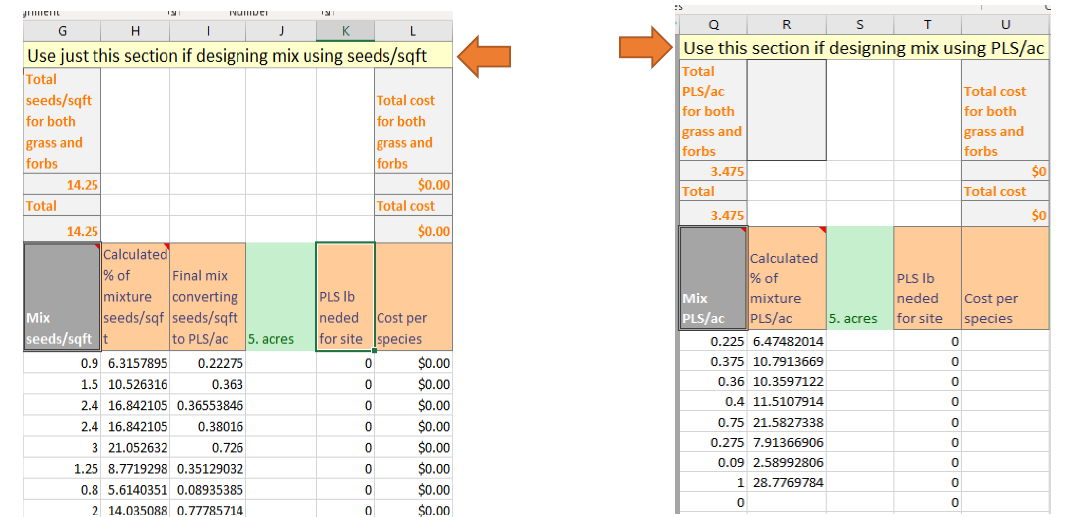 Number
G H I J K L
Use just this section if designing mix using seeds/sqft
Total
seeds/sqft
for both
grass and
forbs
Total cost
for both
grass and
forbs
14.25 $0.00
Total Total cost
14.25 $0.00
Mix
seeds/sqft
Calculated
% of
mixture
seeds/sqf
t
Final mix
converting
seeds/sqft
to PLS/ac
5. acres
PLS lb
neded
for site
Cost per
species
0.9 6.3157895 0.22275 0 $0.00
1.5 10.526316 0.363 0 $0.00
2.4 16.842105 0.36553846 0 $0.00
2.4 16.842105 0.38016 0 $0.00
3 21.052632 0.726 0 $0.00
1.25 8.7719298 0.35129032 0 $0.00
0.8 5.6140351 0.08935385 0 $0.00
2 14.035088 0.77785714 0 $0.00
Q R S T U
Use this section if designing mix using PLS/ac
Total
PLS/ac
for both
grass and
forbs
Total cost
for both
grass and
forbs
3.475 $0
Total Total cost
3.475 $0
Mix
PLS/ac
Calculated
% of
mixture
PLS/ac
5. acres
PLS lb
neded
for site
Cost per
species
0.225 6.47482014 0
0.375 10.7913669 0
0.36 10.3597122 0
0.4 11.5107914 0
0.75 21.5827338 0
0.275 7.91366906 0
0.09 2.58992806 0
1 28.7769784 0
0 0